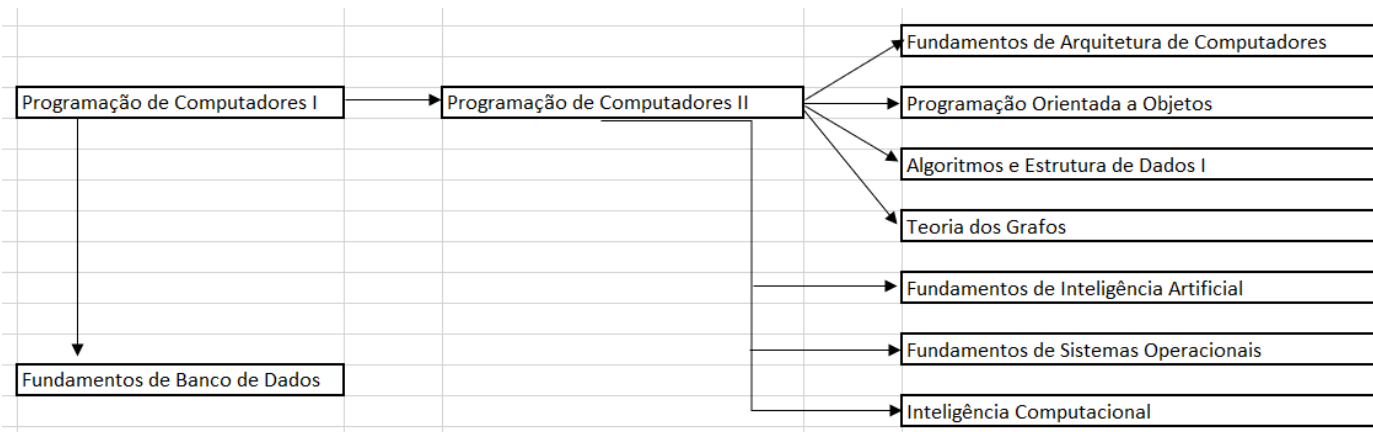 Fundamentos de Arquitetura de Computadores
Programação de Computadores I
Programação de Computadores II
Programação Orientada a Objetos
Algoritmos e Estrutura de Dados I
Teoria dos Grafos
Fundamentos de Inteligência Artificial
Fundamentos de Sistemas Operacionais
Fundamentos de Banco de Dados
Inteligência Computacional